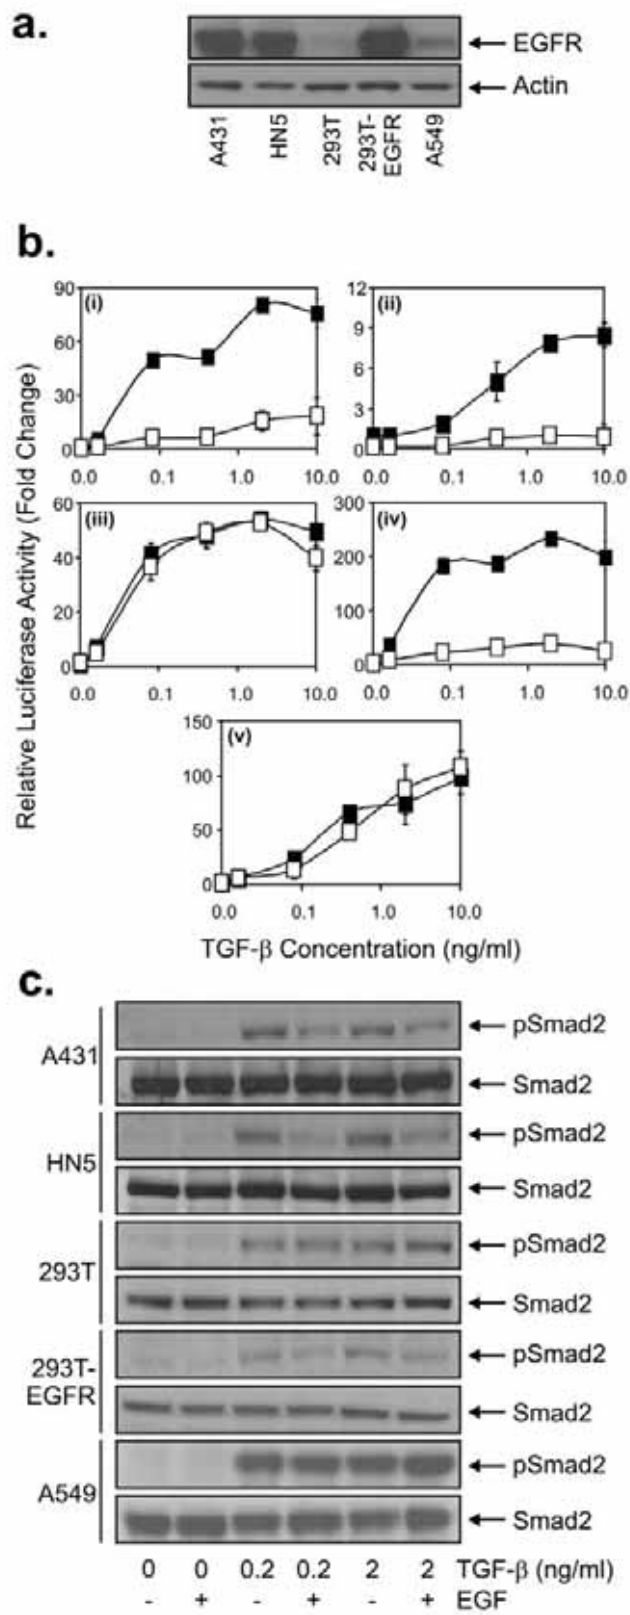 a.
EGFR
Actin
A431
HN5
293T
293T-
EGFR
A549
b.
Relative Luciferase Activity (Fold Change)
(i)
90
60
30
0
0.0 0.1 1.0 10.0
(ii)
12
9
6
3
0
0.0 0.1 1.0 10.0
(iii)
60
40
20
0
0.0 0.1 1.0 10.0
(iv)
300
200
100
0
0.0 0.1 1.0 10.0
(v)
150
100
50
0
0.0 0.1 1.0 10.0
TGF-β Concentration (ng/ml)
c.
A431
pSmad2
Smad2
HN5
pSmad2
Smad2
293T
pSmad2
Smad2
293T-
EGFR
pSmad2
Smad2
A549
pSmad2
Smad2
0 0 0.2 0.2 2 2 TGF-β (ng/ml)
- + - + - + EGF